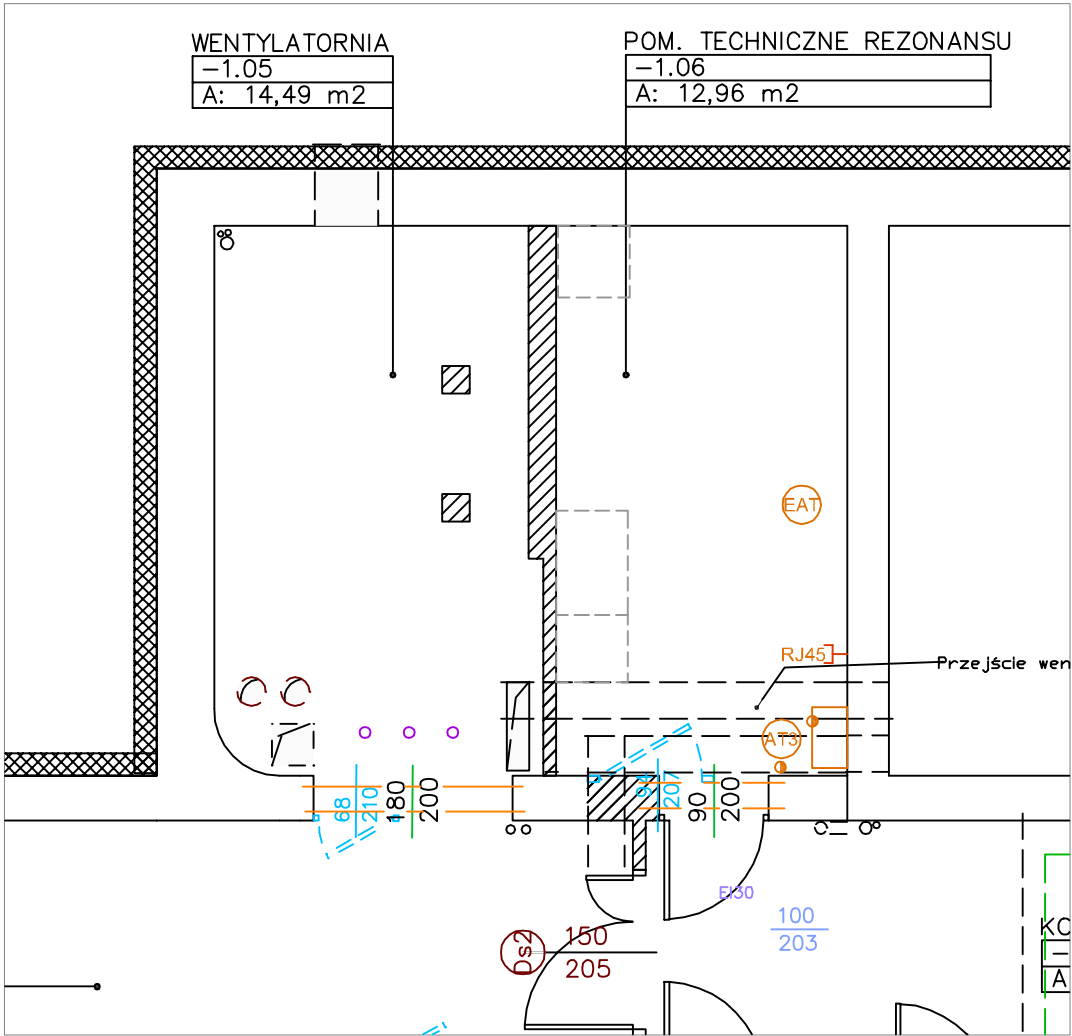 WENTYLATORNIA
-1.05
A: 14,49 m2
POM. TECHNICZNE REZONANSU
-1.06
A: 12,96 m2
EAT
RJ45
Przejście wen
AT3
68
210
180
200
94
207
90
200
EI30
100
203
Ds2
150
205
KO
-
A